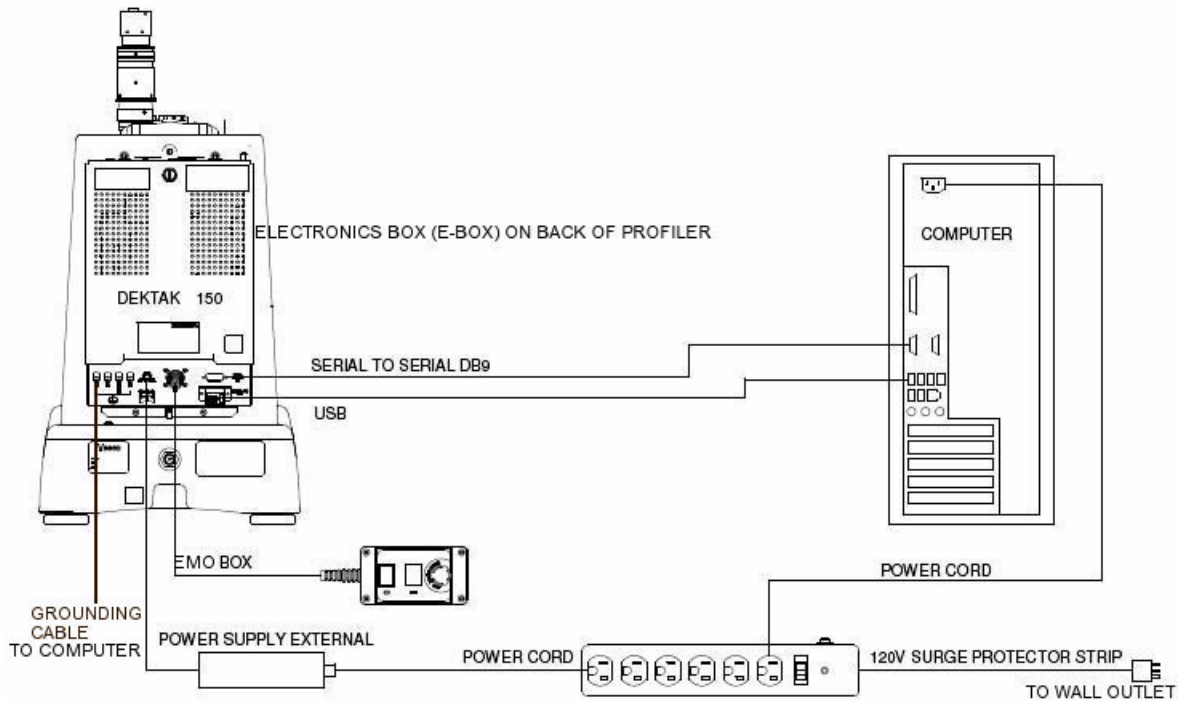 ELECTRONICS BOX (E-BOX) ON BACK OF PROFILER
COMPUTER
DEKTAK 150
SERIAL TO SERIAL DB9
USB
EMO BOX
POWER CORD
GROUNDING
CABLE
TO COMPUTER
POWER SUPPLY EXTERNAL
POWER CORD
120V SURGE PROTECTOR STRIP
TO WALL OUTLET